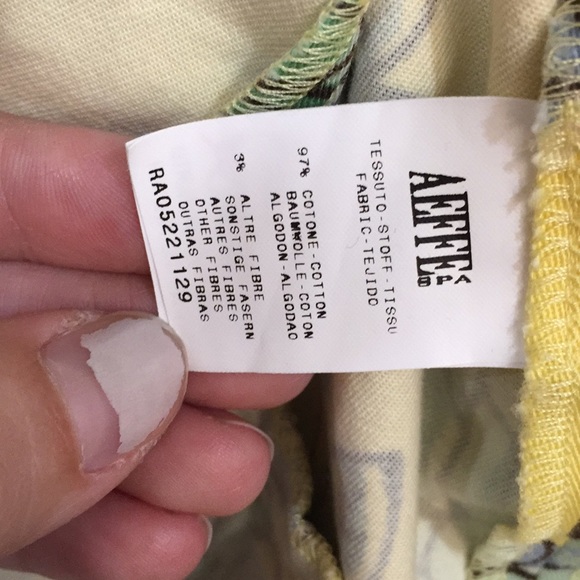 AEFFE
SPA
TESSUTO-STOFF-TISSU
FABRIC-TEJIDO
97% COTONE-COTTON
BAUMWOLLE-COTON
ALGODON-ALGODAO
3% ALTRE FIBRE
SONSTIGE FASERN
AUTRES FIBRES
OTHER FIBRES
OUTRAS FIBRAS
RA05221129